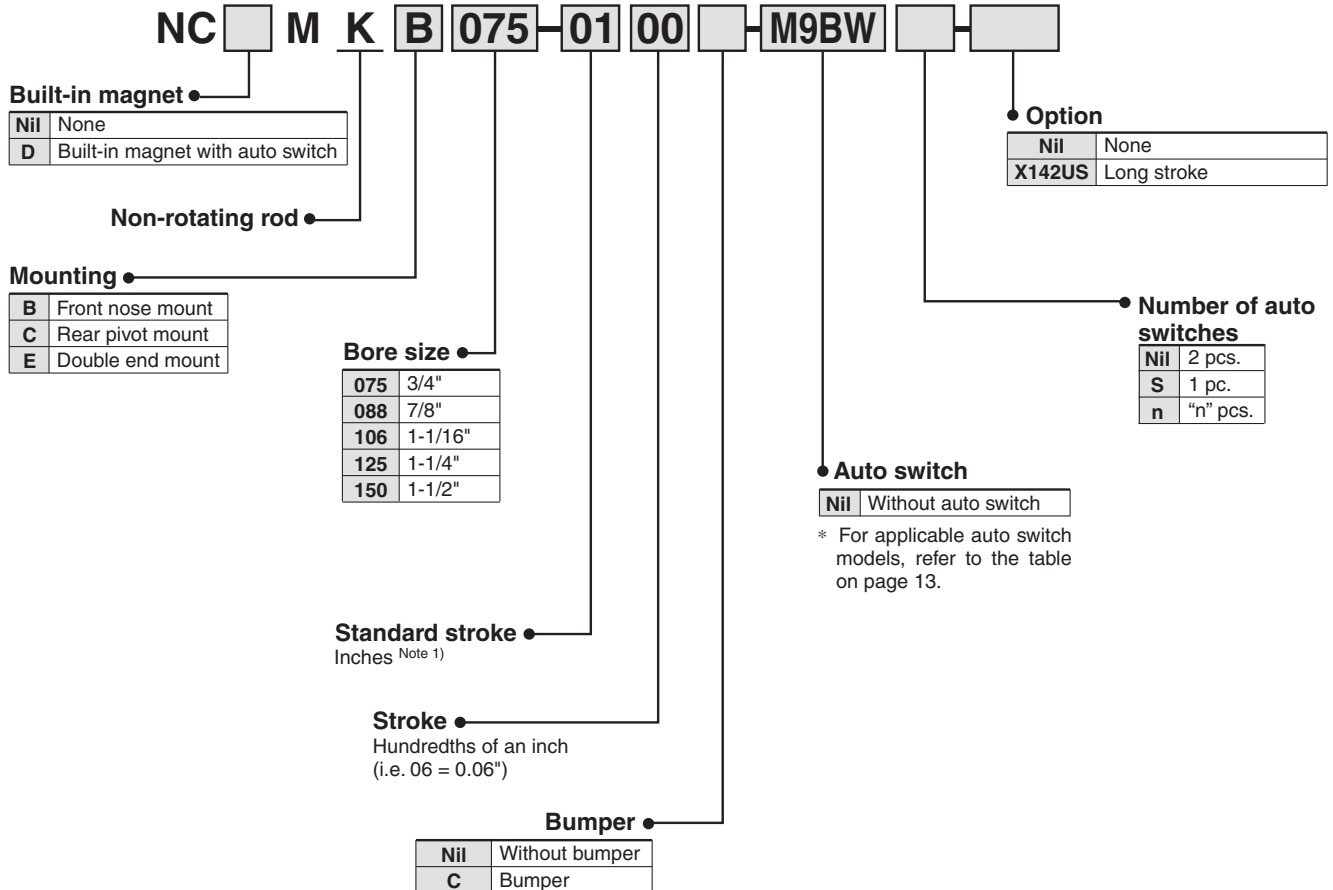 NC M K B 075-01 00 - M9BW -
Built-in magnet
Nil None
D Built-in magnet with auto switch
Non-rotating rod
Mounting
B Front nose mount
C Rear pivot mount
E Double end mount
Bore size
075 3/4"
088 7/8"
106 1-1/16"
125 1-1/4"
150 1-1/2"
Standard stroke
Inches Note 1)
Stroke
Hundredths of an inch
(i.e. 06 = 0.06")
Bumper
Nil Without bumper
C Bumper
Auto switch
Nil Without auto switch
* For applicable auto switch
models, refer to the table
on page 13.
Number of auto
switches
Nil 2 pcs.
S 1 pc.
n “n” pcs.
Option
Nil None
X142US Long stroke